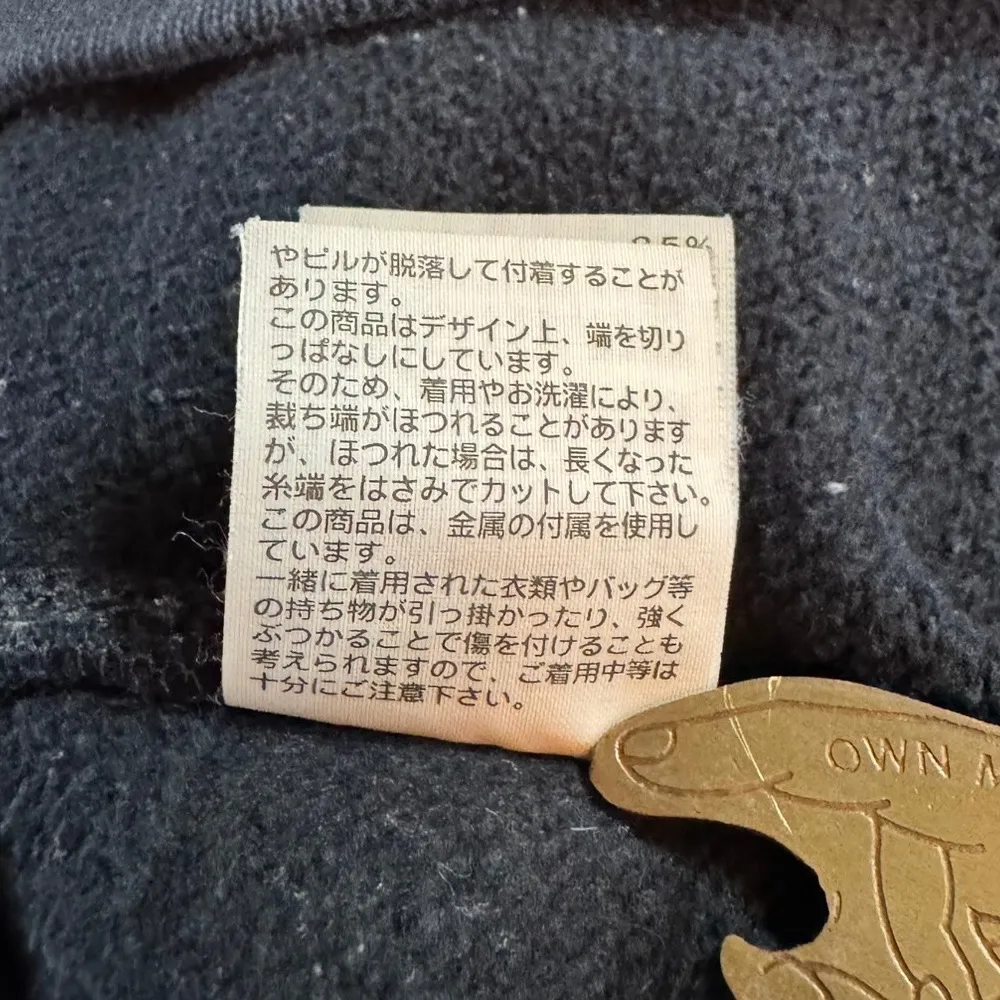 35%
やピルが脱落して付着することが
あります。
この商品はデザイン上、端を切り
っぱなしにしています。
そのため、着用やお洗濯により、
裁ち端がほつれることがあります
が、ほつれた場合は、長くなった
糸端をはさみでカットして下さい。
この商品は、金属の付属を使用し
ています。
一緒に着用された衣類やバッグ等
の持ち物が引っ掛かったり、強く
ぶつかることで傷を付けることも
考えられますので、ご着用中等は
十分にご注意下さい。
OWN